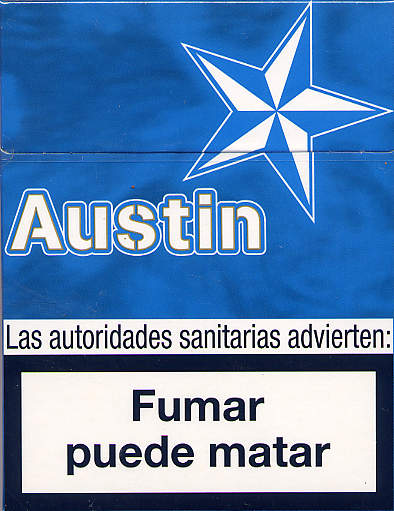 Austin
Las autoridades sanitarias advierten:
Fumar
puede matar